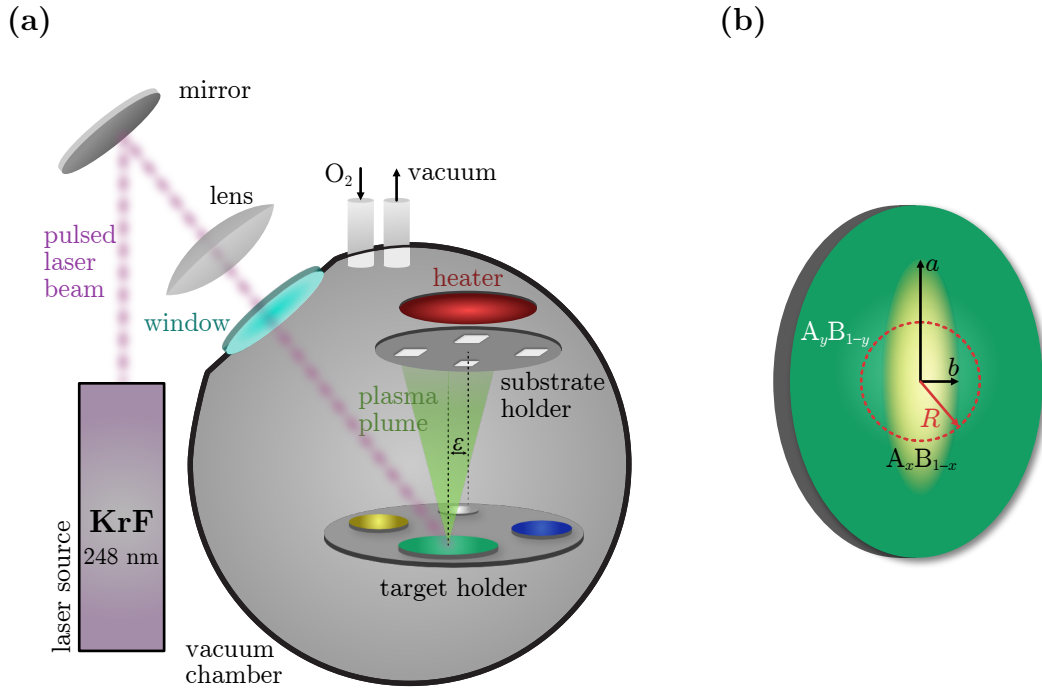 (a)
mirror
O₂
vacuum
lens
pulsed
laser
beam
heater
window
substrate
holder
plasma
plume
ε
KrF
248 nm
laser source
target holder
vacuum
chamber
(b)
a
AyB1−y
b
R
AxB1−x